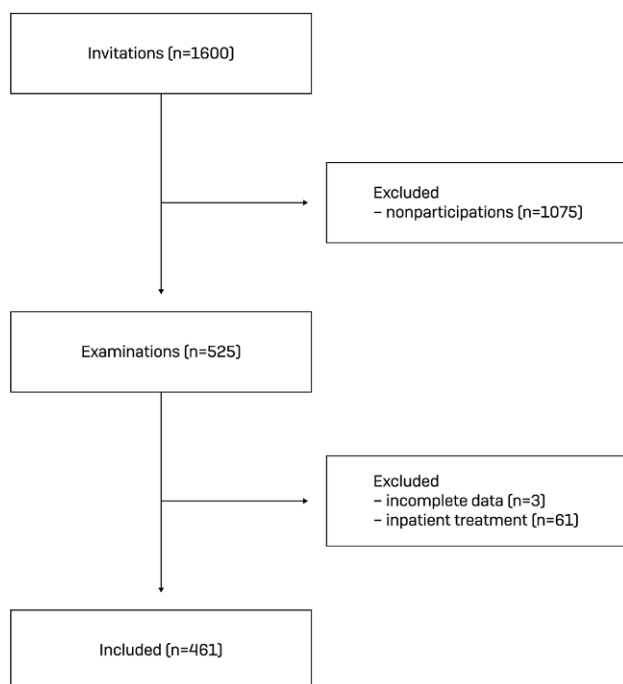 Invitations (n=1600)
Excluded
– nonparticipations (n=1075)
Examinations (n=525)
Excluded
– incomplete data (n=3)
– inpatient treatment (n=61)
Included (n=461)